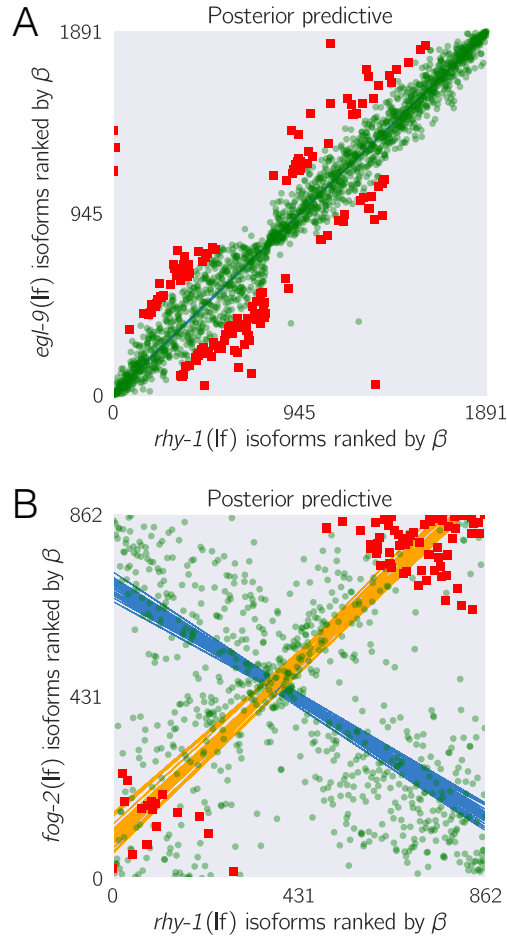 A
Posterior predictive
1891
945
0
egl-9(lf) isoforms ranked by β
0
945
1891
rhy-1(lf) isoforms ranked by β
B
Posterior predictive
862
431
0
fog-2(lf) isoforms ranked by β
0
431
862
rhy-1(lf) isoforms ranked by β